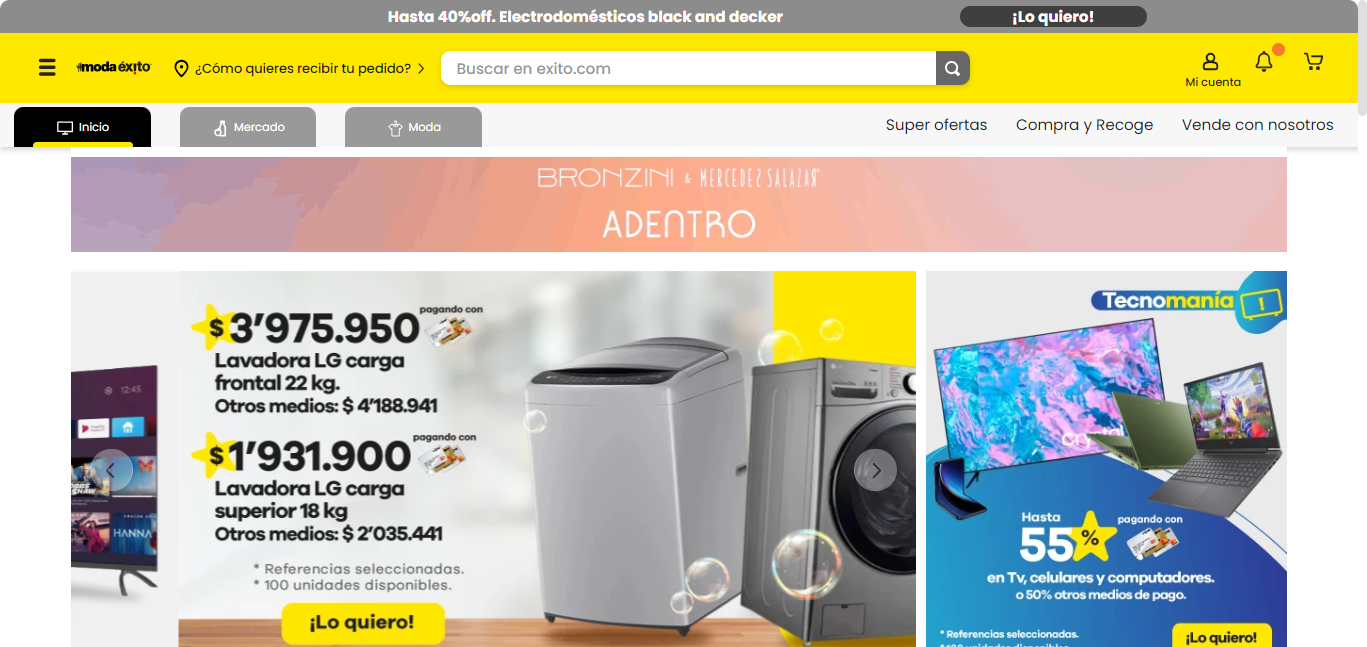 Hasta 40%off. Electrodomésticos black and decker
¡Lo quiero!
#moda éxito
¿Cómo quieres recibir tu pedido?
Buscar en exito.com
Mi cuenta
Inicio
Mercado
Moda
Super ofertas
Compra y Recoge
Vende con nosotros
BRONZINI & MERCEDEZ SALAZAR
ADENTRO
12:45
HANNA
$3'975.950
pagando con
Lavadora LG carga
frontal 22 kg.
Otros medios: $ 4'188.941
$1'931.900
pagando con
Lavadora LG carga
superior 18 kg
Otros medios: $ 2'035.441
* Referencias seleccionadas.
* 100 unidades disponibles.
¡Lo quiero!
Tecnomanía
Crystal
Hasta
55%
pagando con
en Tv, celulares y computadores.
o 50% otros medios de pago.
* Referencias seleccionadas.
¡Lo quiero!